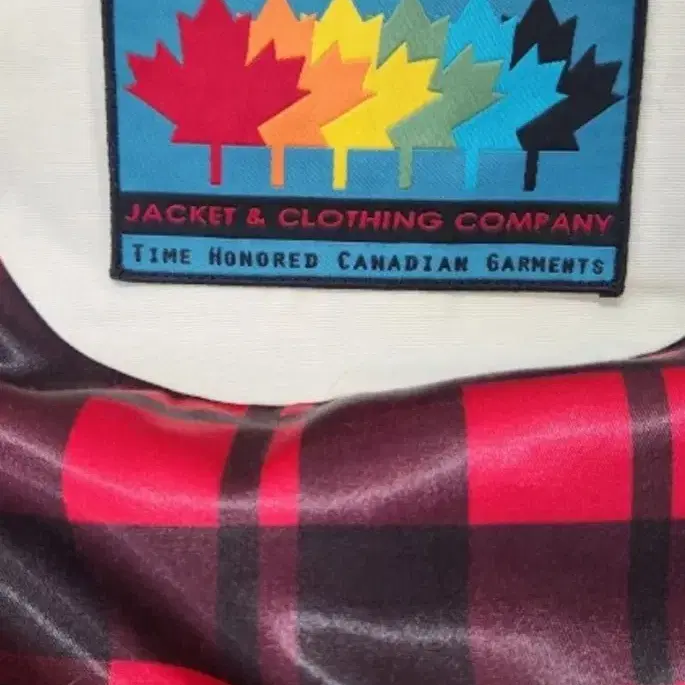 JACKET & CLOTHING COMPANY
TIME HONORED CANADIAN GARMENTS